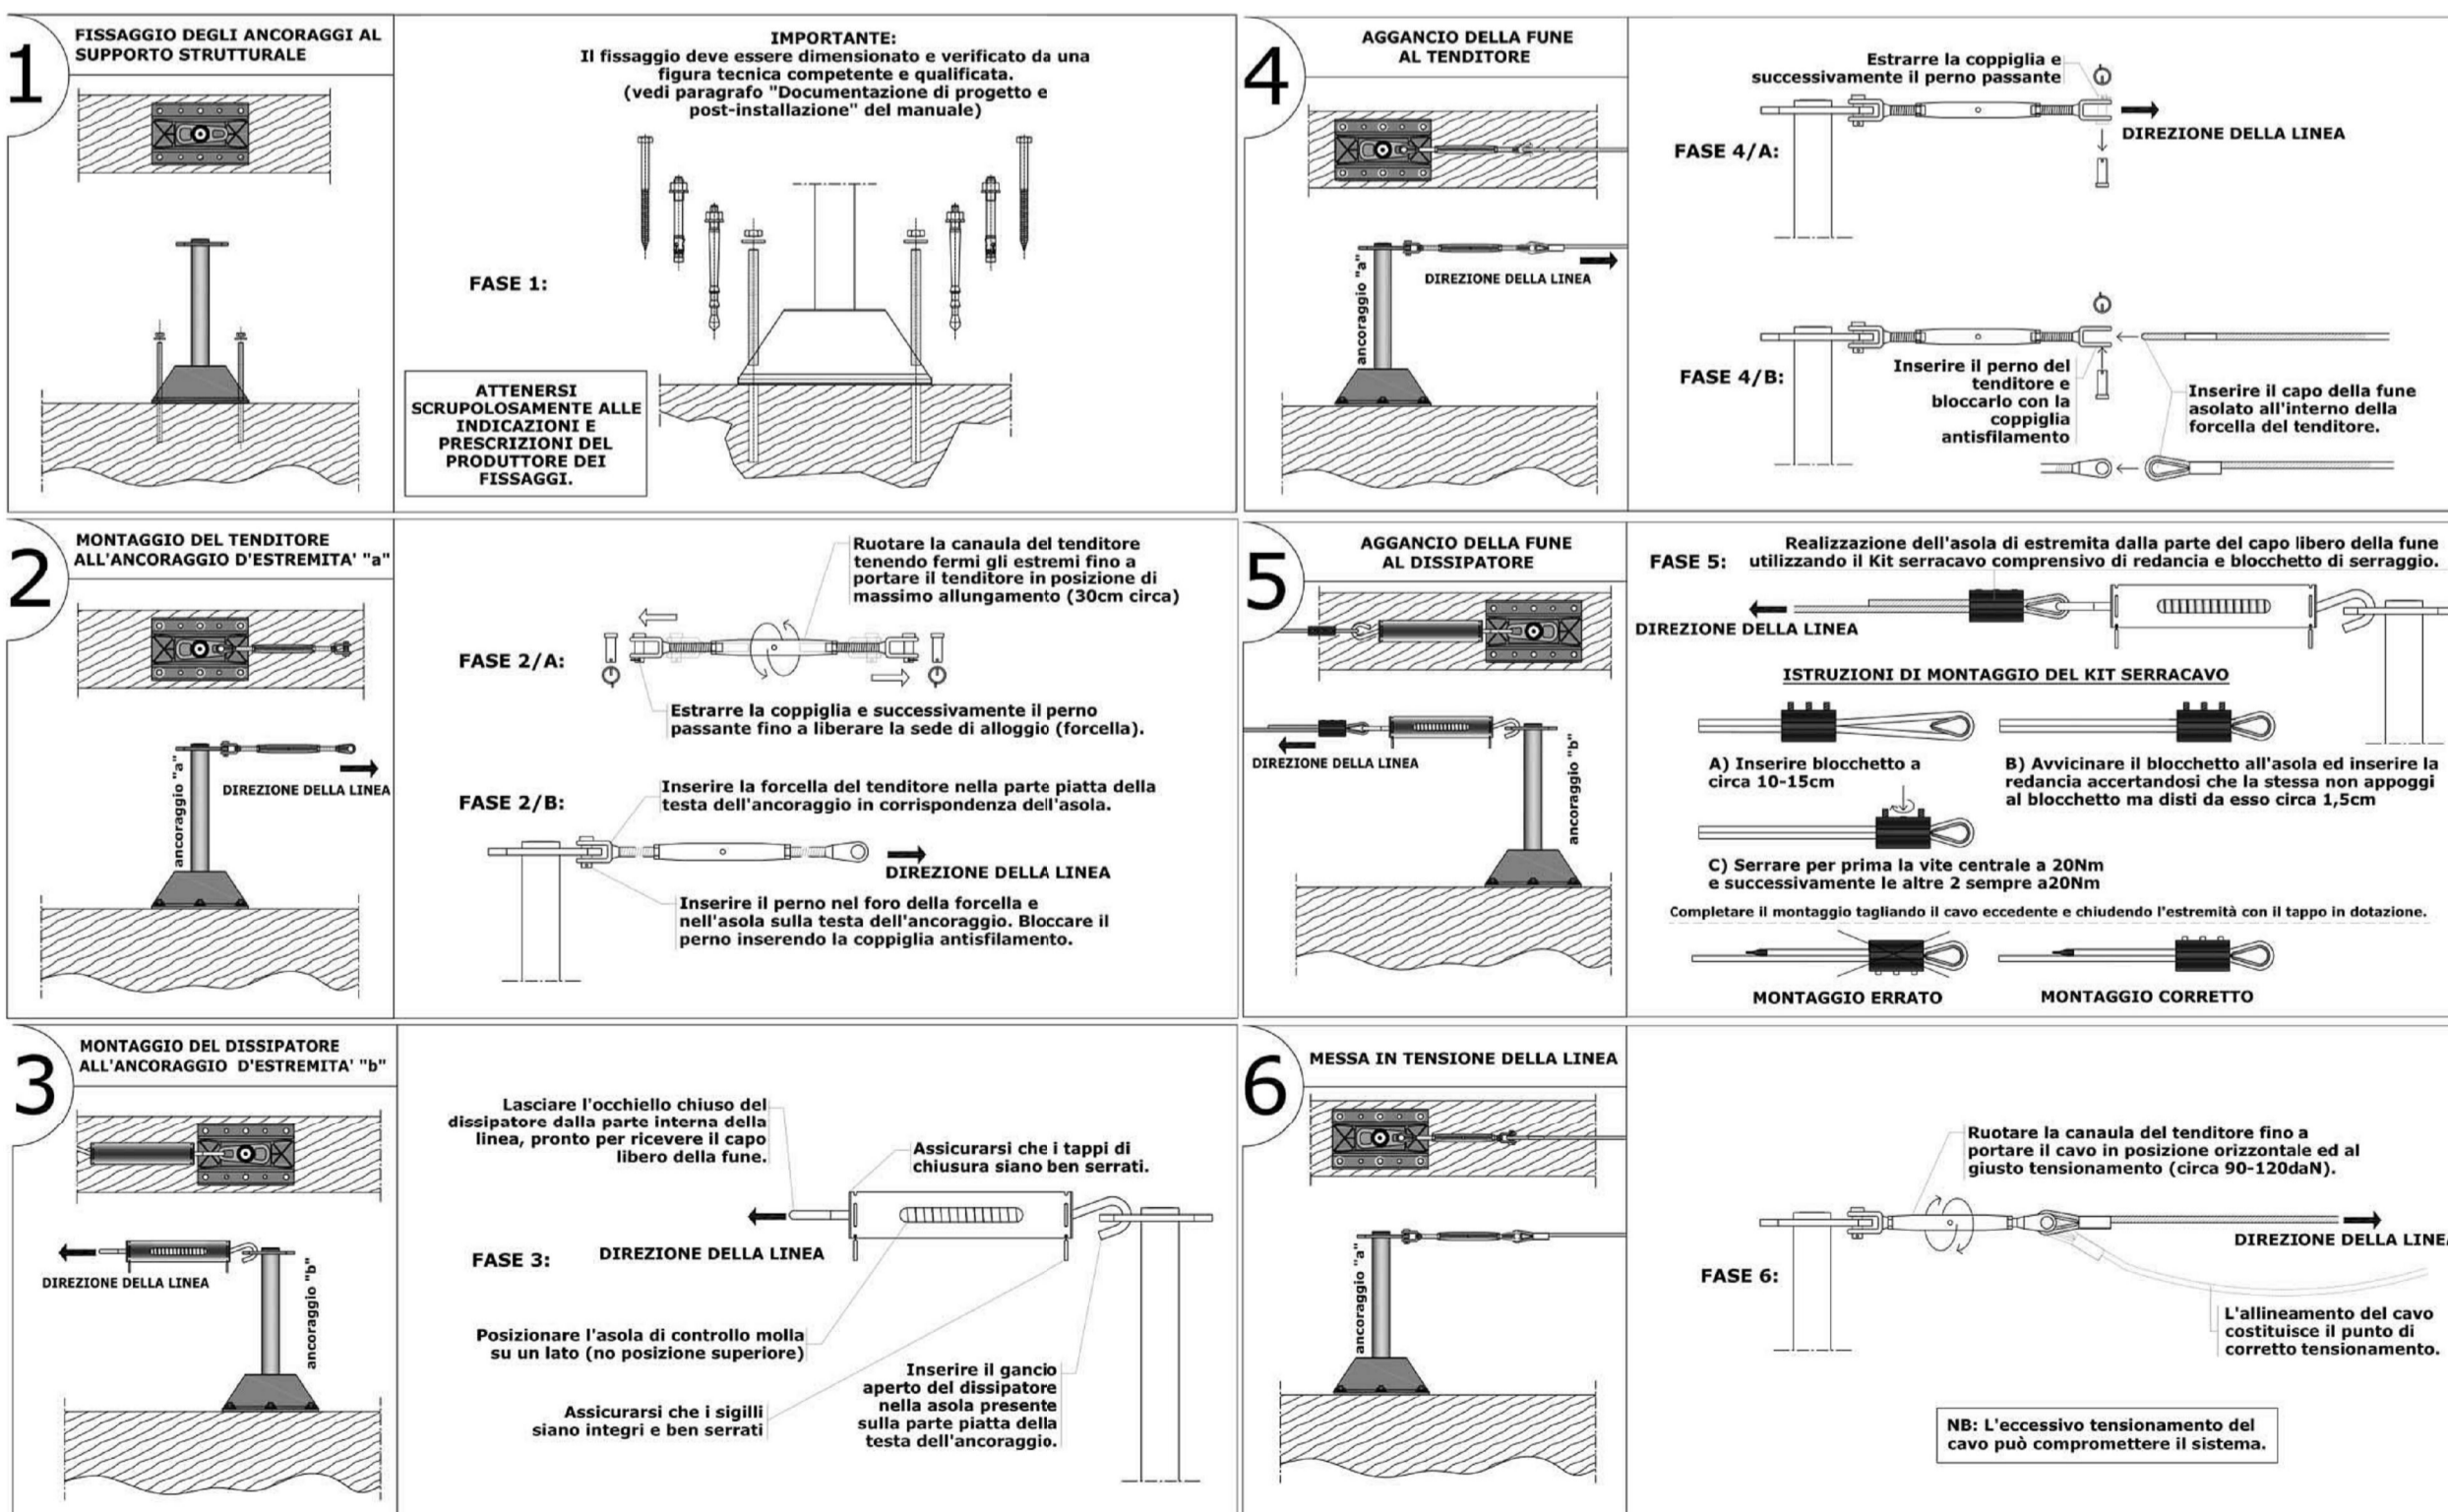 1
FISSAGGIO DEGLI ANCORAGGI AL
SUPPORTO STRUTTURALE
IMPORTANTE:
Il fissaggio deve essere dimensionato e verificato da una
figura tecnica competente e qualificata.
(vedi paragrafo "Documentazione di progetto e
post-installazione" del manuale)
FASE 1:
ATTENERSI
SCRUPOLOSAMENTE ALLE
INDICAZIONI E
PRESCRIZIONI DEL
PRODUTTORE DEI
FISSAGGI.
2
MONTAGGIO DEL TENDITORE
ALL'ANCORAGGIO D'ESTREMITA' "a"
ancoraggio "a"
DIREZIONE DELLA LINEA
Ruotare la canaula del tenditore
tenendo fermi gli estremi fino a
portare il tenditore in posizione di
massimo allungamento (30cm circa)
FASE 2/A:
Estrarre la coppiglia e successivamente il perno
passante fino a liberare la sede di alloggio (forcella).
FASE 2/B:
Inserire la forcella del tenditore nella parte piatta della
testa dell'ancoraggio in corrispondenza dell'asola.
DIREZIONE DELLA LINEA
Inserire il perno nel foro della forcella e
nell'asola sulla testa dell'ancoraggio. Bloccare il
perno inserendo la coppiglia antisfilamento.
3
MONTAGGIO DEL DISSIPATORE
ALL'ANCORAGGIO D'ESTREMITA' "b"
DIREZIONE DELLA LINEA
ancoraggio "b"
Lasciare l'occhiello chiuso del
dissipatore dalla parte interna della
linea, pronto per ricevere il capo
libero della fune.
Assicurarsi che i tappi di
chiusura siano ben serrati.
FASE 3:
DIREZIONE DELLA LINEA
Posizionare l'asola di controllo molla
su un lato (no posizione superiore)
Assicurarsi che i sigilli
siano integri e ben serrati
Inserire il gancio
aperto del dissipatore
nella asola presente
sulla parte piatta della
testa dell'ancoraggio.
4
AGGANCIO DELLA FUNE
AL TENDITORE
ancoraggio "a"
DIREZIONE DELLA LINEA
Estrarre la coppiglia e
successivamente il perno passante
DIREZIONE DELLA LINEA
FASE 4/A:
FASE 4/B:
Inserire il perno del
tenditore e
bloccarlo con la
coppiglia
antisfilamento
Inserire il capo della fune
asolato all'interno della
forcella del tenditore.
5
AGGANCIO DELLA FUNE
AL DISSIPATORE
DIREZIONE DELLA LINEA
ancoraggio "b"
FASE 5:
Realizzazione dell'asola di estremita dalla parte del capo libero della fune
utilizzando il Kit serracavo comprensivo di redancia e blocchetto di serraggio.
DIREZIONE DELLA LINEA
ISTRUZIONI DI MONTAGGIO DEL KIT SERRACAVO
A) Inserire blocchetto a
circa 10-15cm
B) Avvicinare il blocchetto all'asola ed inserire la
redancia accertandosi che la stessa non appoggi
al blocchetto ma disti da esso circa 1,5cm
C) Serrare per prima la vite centrale a 20Nm
e successivamente le altre 2 sempre a20Nm
Completare il montaggio tagliando il cavo eccedente e chiudendo l'estremità con il tappo in dotazione.
MONTAGGIO ERRATO
MONTAGGIO CORRETTO
6
MESSA IN TENSIONE DELLA LINEA
ancoraggio "a"
Ruotare la canaula del tenditore fino a
portare il cavo in posizione orizzontale ed al
giusto tensionamento (circa 90-120daN).
DIREZIONE DELLA LINEA
FASE 6:
L'allineamento del cavo
costituisce il punto di
corretto tensionamento.
NB: L'eccessivo tensionamento del
cavo può compromettere il sistema.